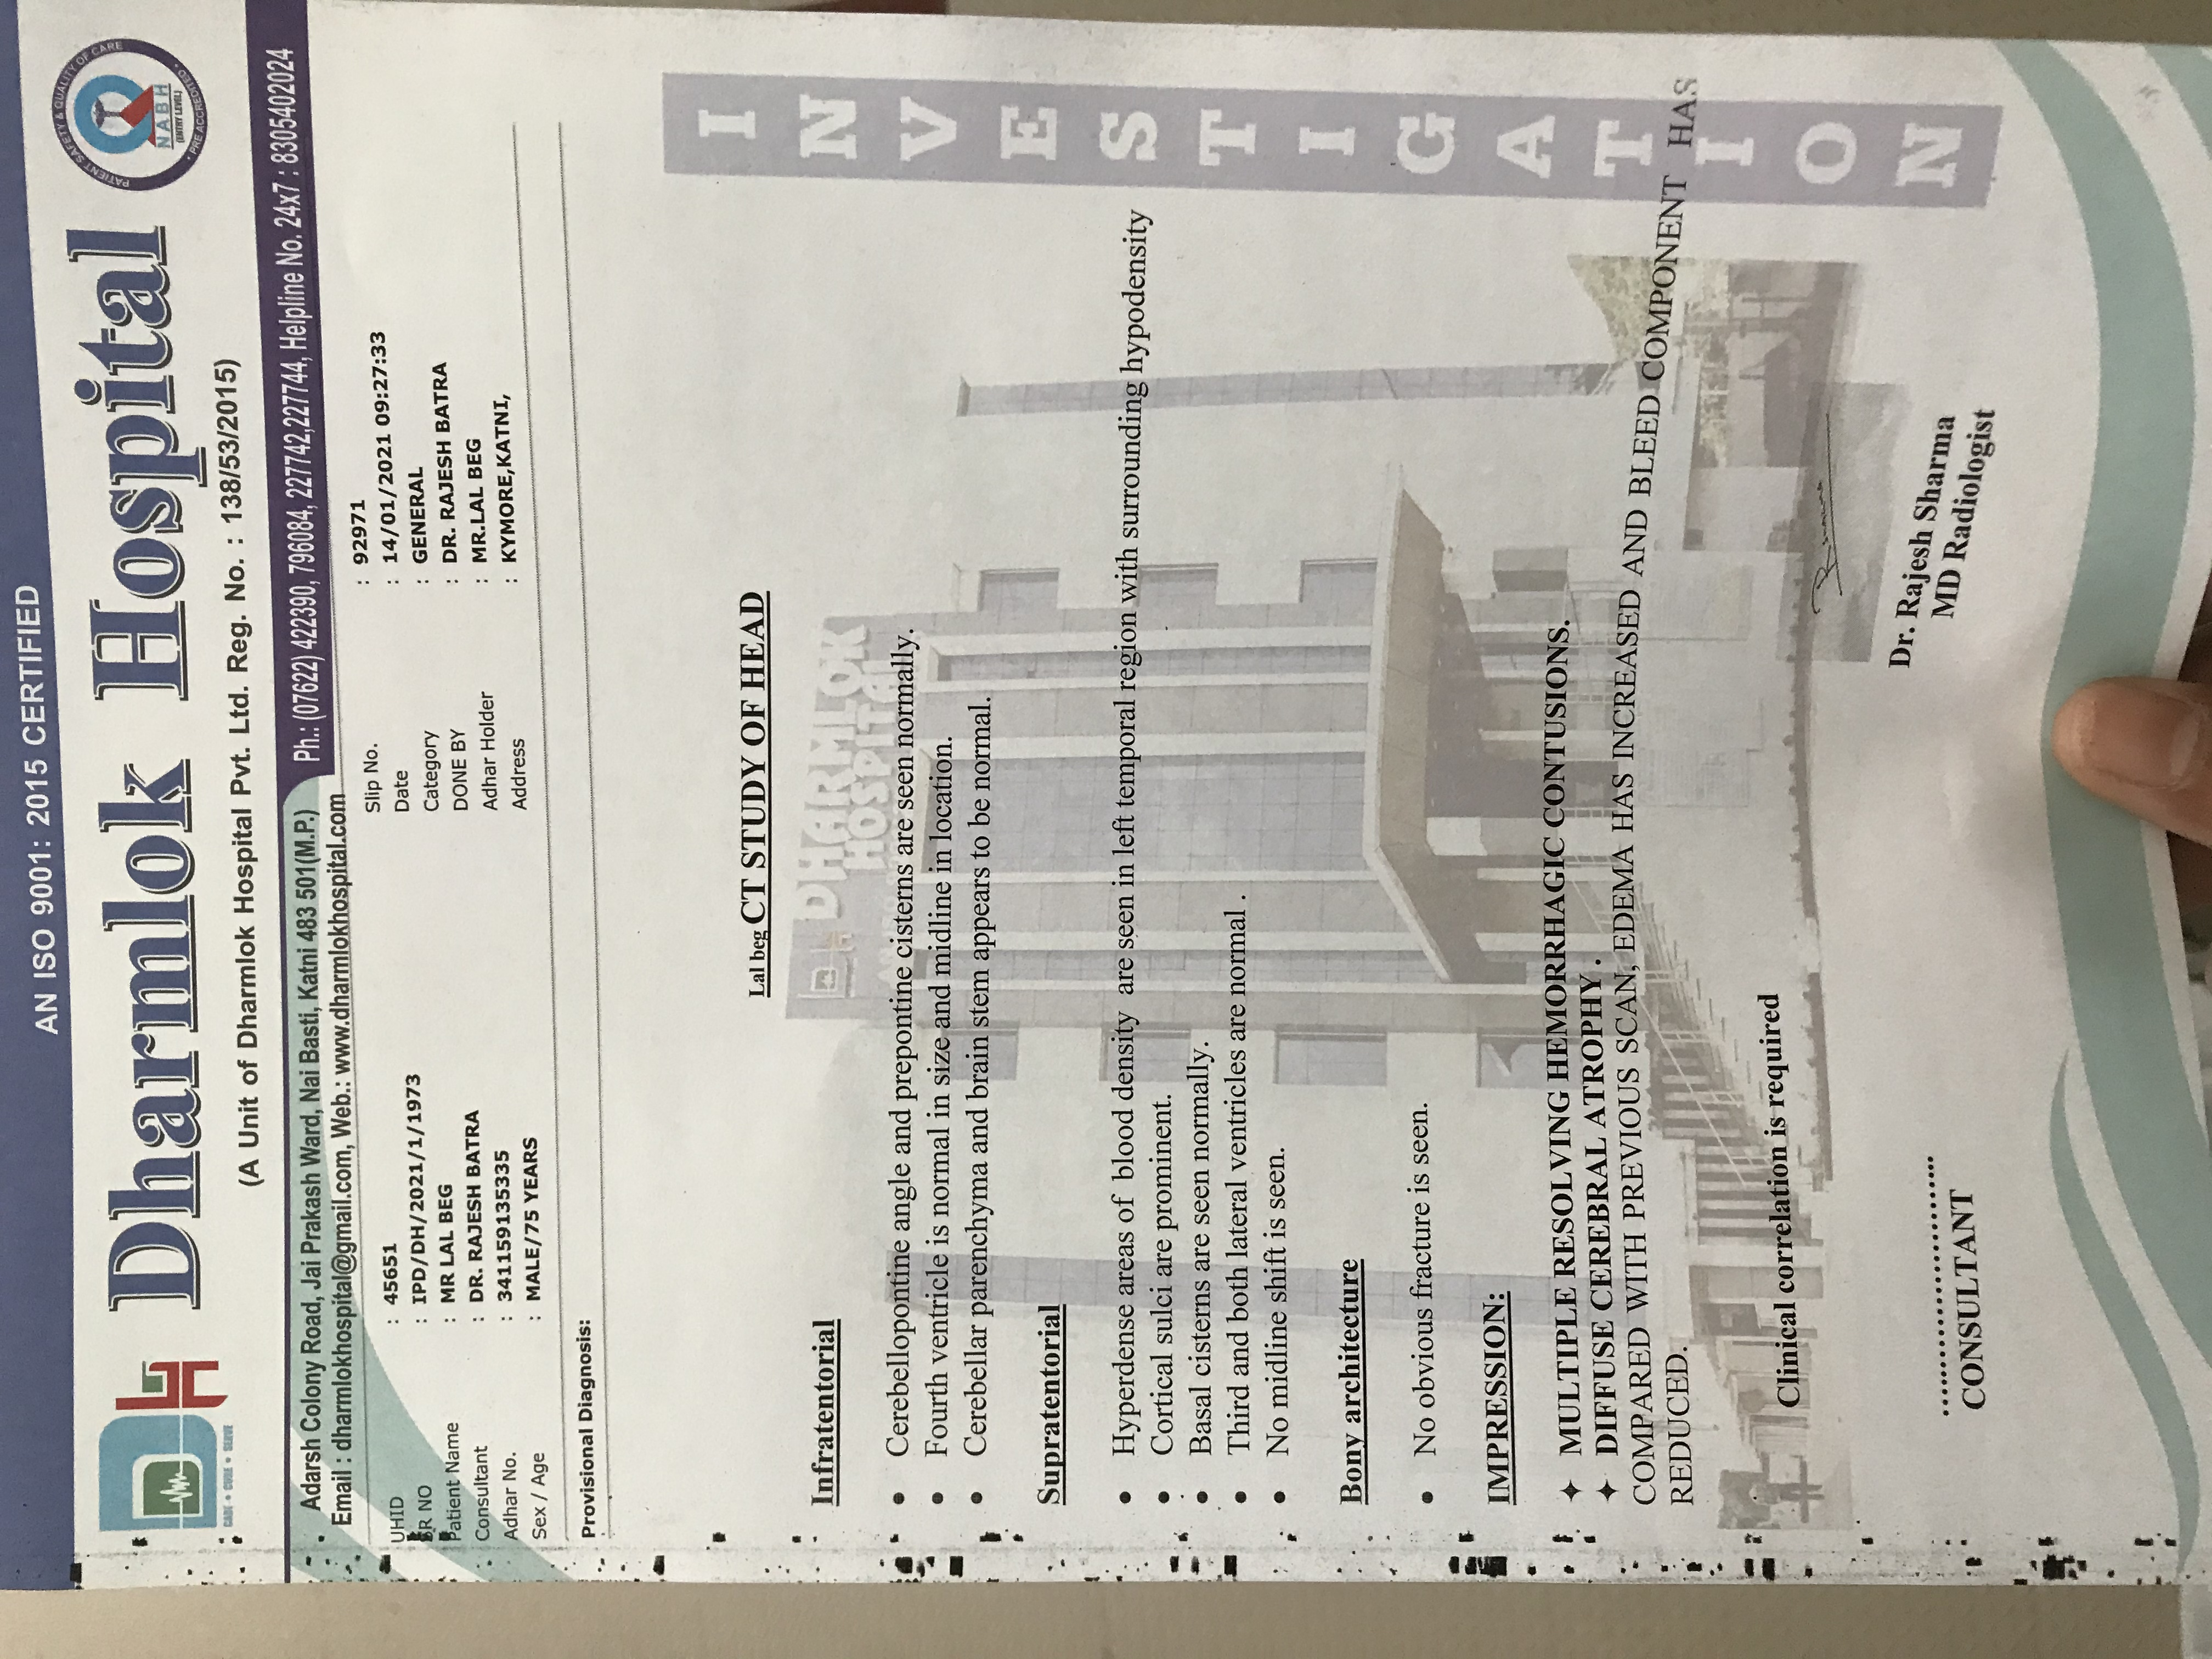 AN ISO 9001: 2015 CERTIFIED
Dharmlok Hospital
CARE • CURE • SERVE
PATIENT SAFETY & QUALITY OF CARE
NABH
(ENTRY LEVEL)
• PRE ACCREDITED •
(A Unit of Dharmlok Hospital Pvt. Ltd. Reg. No. : 138/53/2015)
Adarsh Colony Road, Jai Prakash Ward, Nai Basti, Katni 483 501(M.P.)
Ph.: (07622) 422390, 796084, 227742,227744, Helpline No. 24x7 : 8305402024
Email : dharmlokhospital@gmail.com, Web.: www.dharmlokhospital.com
UHID : 45651 Slip No. : 92971
SR NO : IPD/DH/2021/1/1973 Date : 14/01/2021 09:27:33
Patient Name : MR LAL BEG Category : GENERAL
Consultant : DR. RAJESH BATRA DONE BY : DR. RAJESH BATRA
Adhar No. : 341159135335 Adhar Holder : MR.LAL BEG
Sex / Age : MALE/75 YEARS Address : KYMORE,KATNI,
Provisional Diagnosis:
Lal beg CT STUDY OF HEAD
DHARMLOK
HOSPITAL
Infratentorial
• Cerebellopontine angle and prepontine cisterns are seen normally.
• Fourth ventricle is normal in size and midline in location.
• Cerebellar parenchyma and brain stem appears to be normal.
Supratentorial
• Hyperdense areas of blood density are seen in left temporal region with surrounding hypodensity
• Cortical sulci are prominent.
• Basal cisterns are seen normally.
• Third and both lateral ventricles are normal .
• No midline shift is seen.
Bony architecture
• No obvious fracture is seen.
IMPRESSION:
✦ MULTIPLE RESOLVING HEMORRHAGIC CONTUSIONS.
✦ DIFFUSE CEREBRAL ATROPHY .
COMPARED WITH PREVIOUS SCAN, EDEMA HAS INCREASED AND BLEED COMPONENT HAS
REDUCED.
Clinical correlation is required
Dr. Rajesh Sharma
MD Radiologist
............................
CONSULTANT
INVESTIGATION